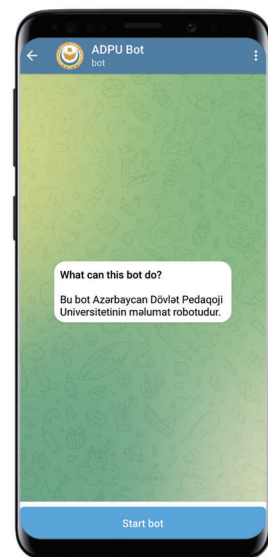 ADPU Bot
bot
What can this bot do?
Bu bot Azərbaycan Dövlət Pedaqoji
Universitetinin məlumat robotudur.
Start bot